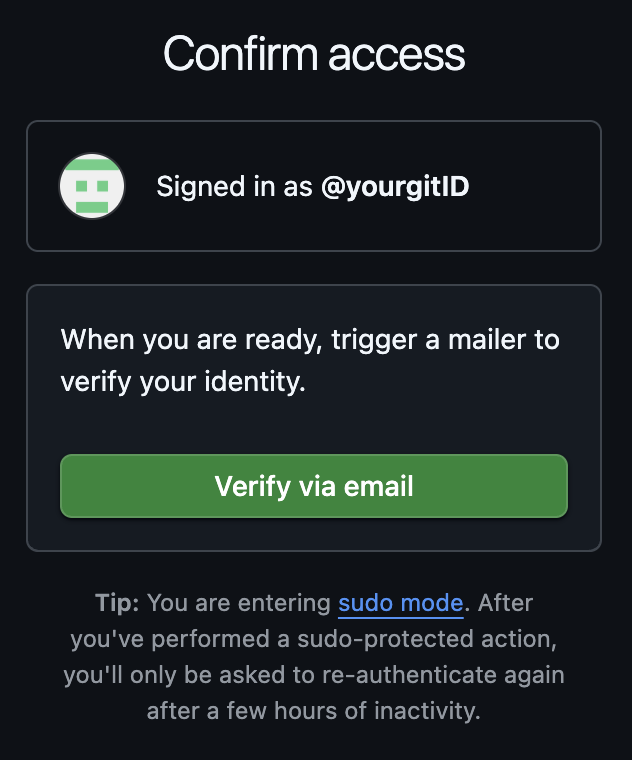 Confirm access
Signed in as @yourgitID
When you are ready, trigger a mailer to
verify your identity.
Verify via email
Tip: You are entering sudo mode. After
you've performed a sudo-protected action,
you'll only be asked to re-authenticate again
after a few hours of inactivity.